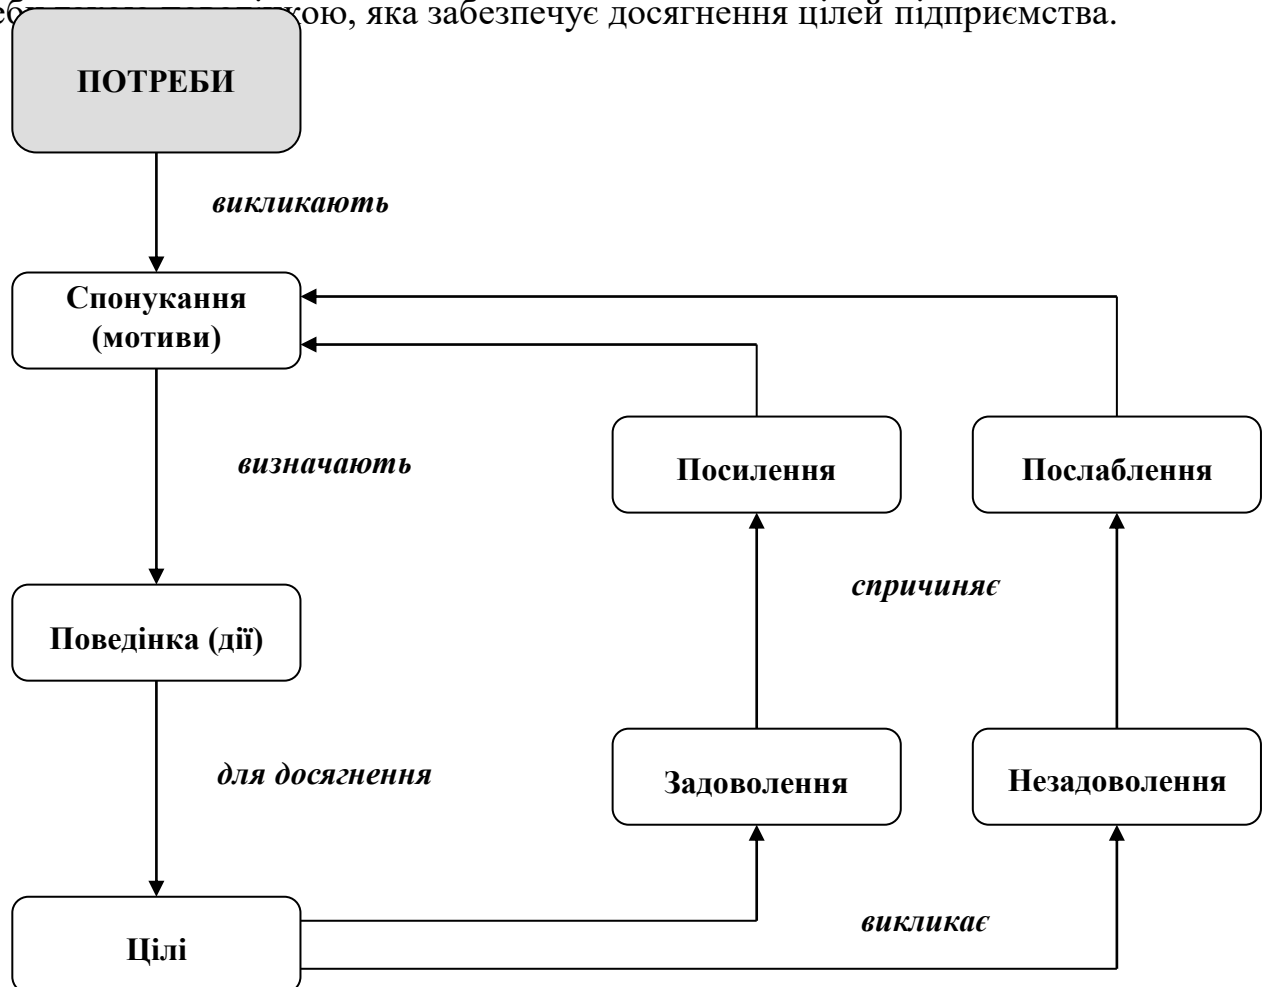 яка забезпечує досягнення цілей підприємства.
ПОТРЕБИ
викликають
Спонукання
(мотиви)
визначають
Посилення
Послаблення
спричиняє
Поведінка (дії)
для досягнення
Задоволення
Незадоволення
викликає
Цілі